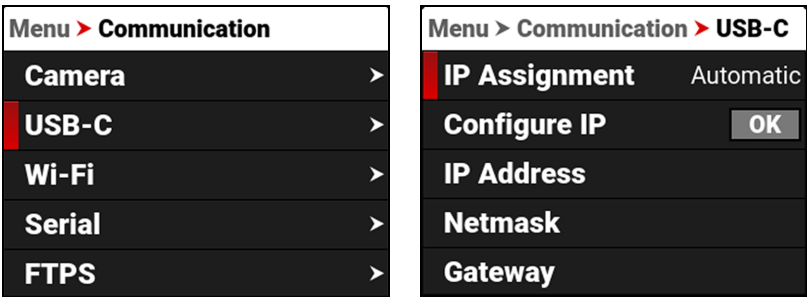 Menu ➤ Communication
Camera ➤
USB-C ➤
Wi-Fi ➤
Serial ➤
FTPS ➤
Menu ➤ Communication ➤ USB-C
IP Assignment Automatic
Configure IP OK
IP Address
Netmask
Gateway